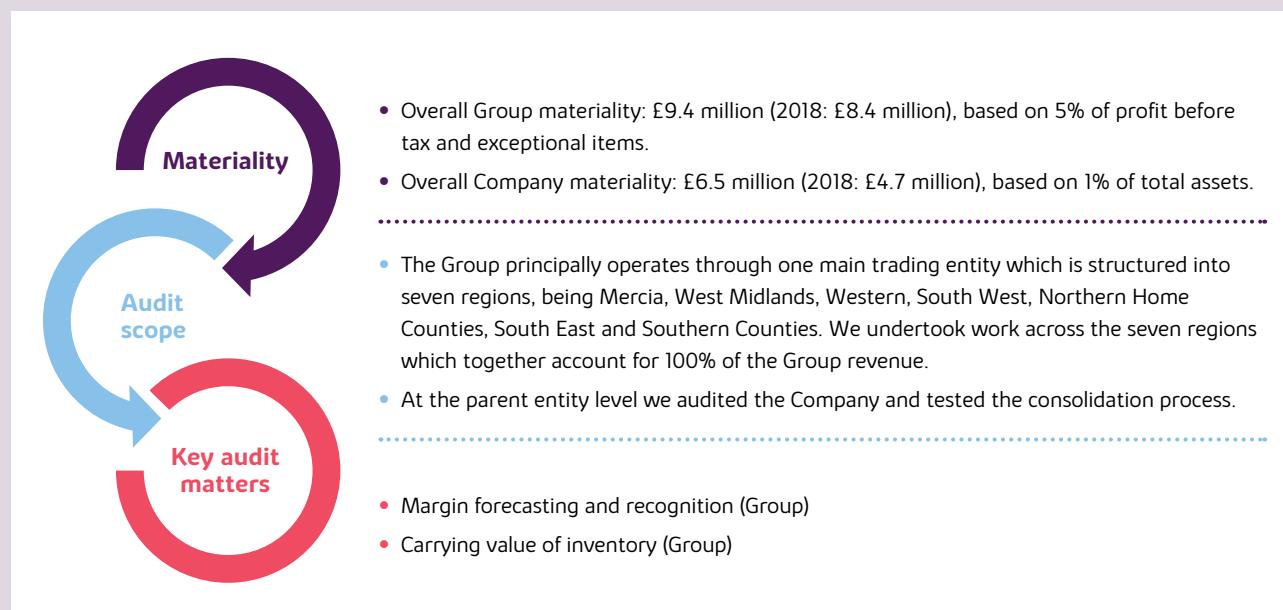 Materiality
• Overall Group materiality: £9.4 million (2018: £8.4 million), based on 5% of profit before
tax and exceptional items.
• Overall Company materiality: £6.5 million (2018: £4.7 million), based on 1% of total assets.
Audit
scope
• The Group principally operates through one main trading entity which is structured into
seven regions, being Mercia, West Midlands, Western, South West, Northern Home
Counties, South East and Southern Counties. We undertook work across the seven regions
which together account for 100% of the Group revenue.
• At the parent entity level we audited the Company and tested the consolidation process.
Key audit
matters
• Margin forecasting and recognition (Group)
• Carrying value of inventory (Group)